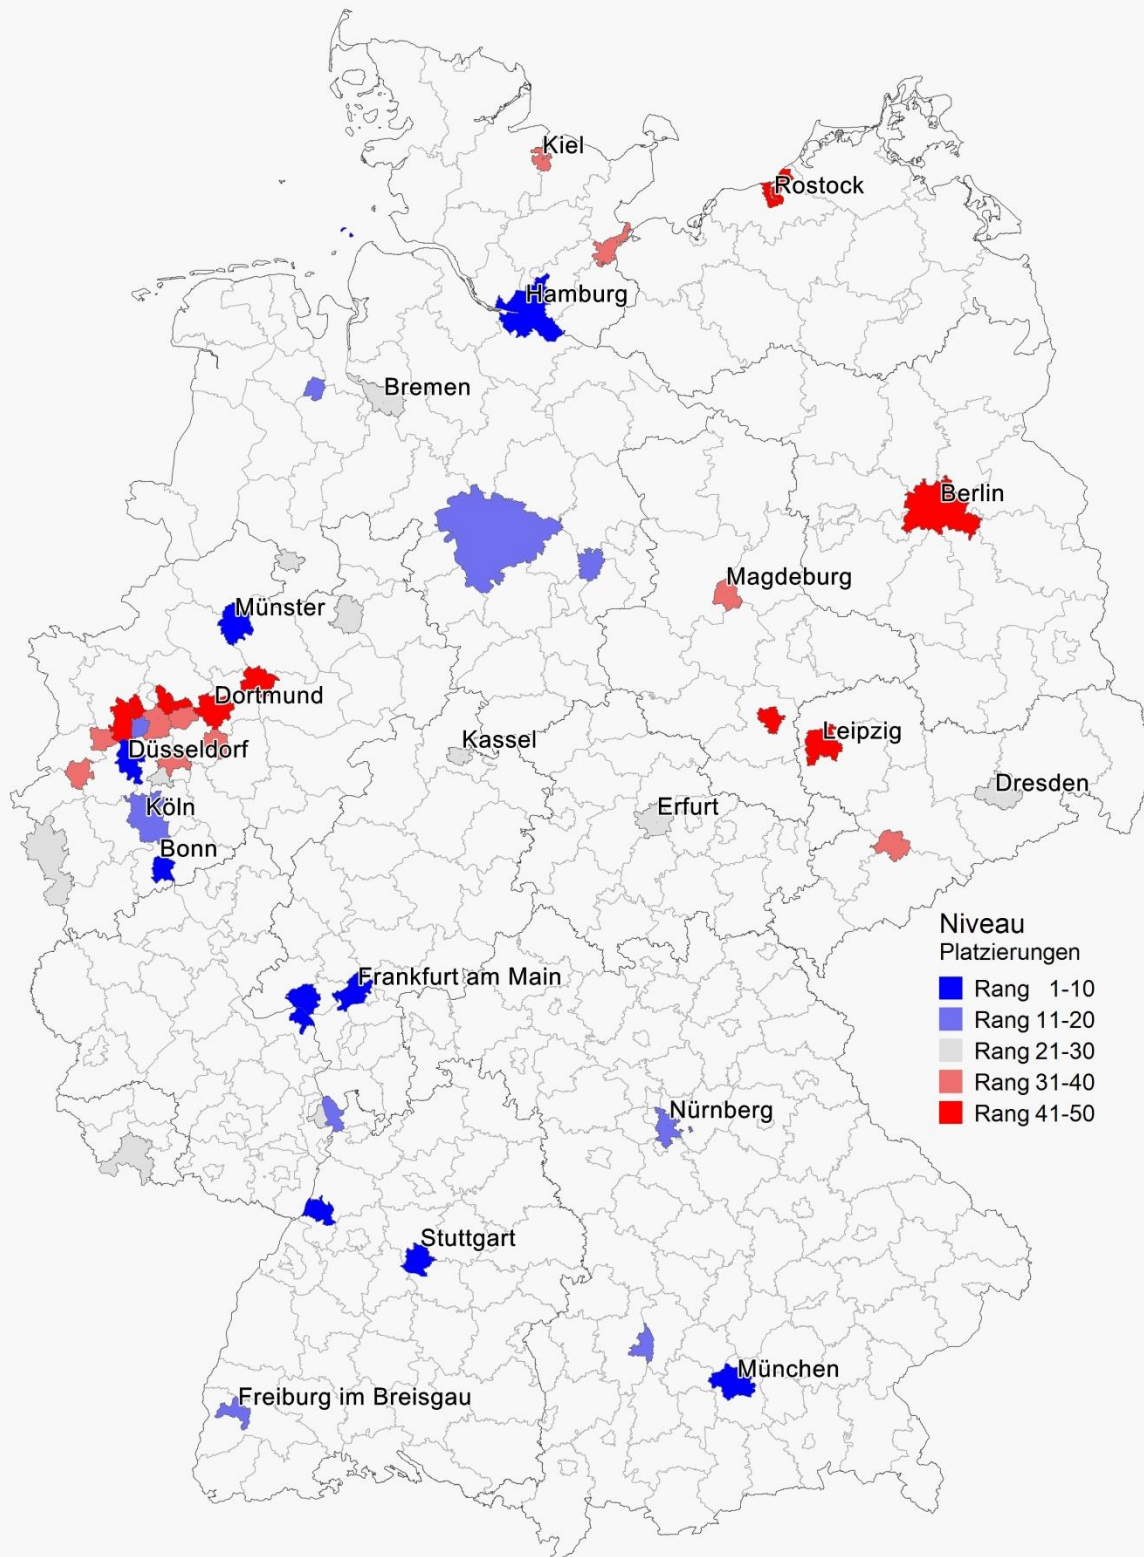 Kiel
Rostock
Hamburg
Bremen
Berlin
Magdeburg
Münster
Dortmund
Leipzig
Kassel
Düsseldorf
Dresden
Köln
Erfurt
Bonn
Niveau
Platzierungen
Frankfurt am Main
Rang 1-10
Rang 11-20
Rang 21-30
Rang 31-40
Rang 41-50
Nürnberg
Stuttgart
München
Freiburg im Breisgau